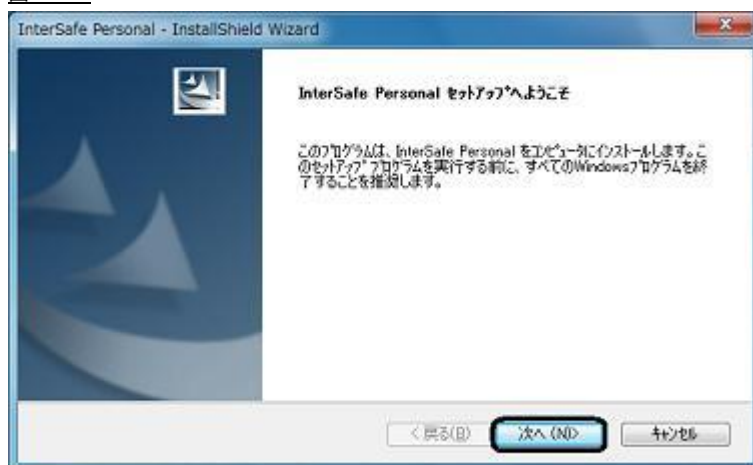 InterSafe Personal - InstallShield Wizard
InterSafe Personal セットアップへようこそ
このプログラムは、InterSafe Personal をコンピュータにインストールします。こ
のセットアップ プログラムを実行する前に、すべてのWindowsプログラムを終
了することを推奨します。
< 戻る(B)
次へ (N)>
キャンセル